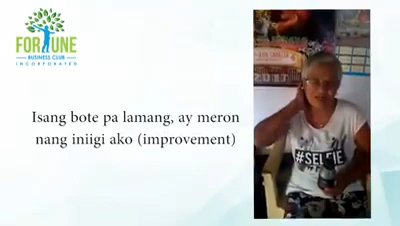 FORTUNE
BUSINESS CLUB
INCORPORATED
Isang bote pa lamang, ay meron
nang iniigi ako (improvement)
#SELFIE